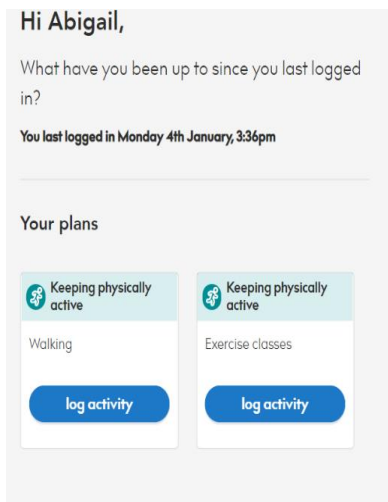 Hi Abigail,
What have you been up to since you last logged
in?
You last logged in Monday 4th January, 3:36pm
Your plans
Keeping physically
active
Walking
log activity
Keeping physically
active
Exercise classes
log activity